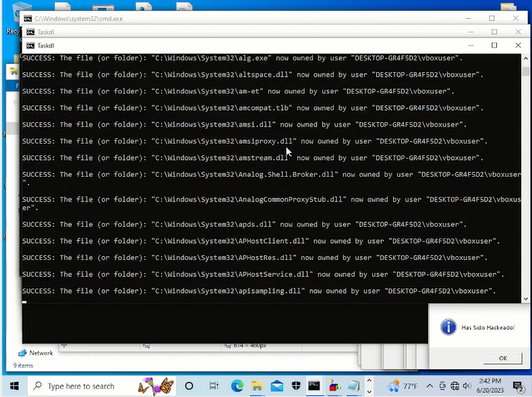 C:\Windows\system32\cmd.exe
Taskdl
Taskdl
SUCCESS: The file (or folder): "C:\Windows\System32\alg.exe" now owned by user "DESKTOP-GR4F5D2\vboxuser".
SUCCESS: The file (or folder): "C:\Windows\System32\altspace.dll" now owned by user "DESKTOP-GR4F5D2\vboxuser".
SUCCESS: The file (or folder): "C:\Windows\System32\am-et" now owned by user "DESKTOP-GR4F5D2\vboxuser".
SUCCESS: The file (or folder): "C:\Windows\System32\amcompat.tlb" now owned by user "DESKTOP-GR4F5D2\vboxuser".
SUCCESS: The file (or folder): "C:\Windows\System32\amsi.dll" now owned by user "DESKTOP-GR4F5D2\vboxuser".
SUCCESS: The file (or folder): "C:\Windows\System32\amsiproxy.dll" now owned by user "DESKTOP-GR4F5D2\vboxuser".
SUCCESS: The file (or folder): "C:\Windows\System32\amstream.dll" now owned by user "DESKTOP-GR4F5D2\vboxuser".
SUCCESS: The file (or folder): "C:\Windows\System32\Analog.Shell.Broker.dll" now owned by user "DESKTOP-GR4F5D2\vboxuser
".
SUCCESS: The file (or folder): "C:\Windows\System32\AnalogCommonProxyStub.dll" now owned by user "DESKTOP-GR4F5D2\vboxus
er".
SUCCESS: The file (or folder): "C:\Windows\System32\apds.dll" now owned by user "DESKTOP-GR4F5D2\vboxuser".
SUCCESS: The file (or folder): "C:\Windows\System32\APHostClient.dll" now owned by user "DESKTOP-GR4F5D2\vboxuser".
SUCCESS: The file (or folder): "C:\Windows\System32\APHostRes.dll" now owned by user "DESKTOP-GR4F5D2\vboxuser".
SUCCESS: The file (or folder): "C:\Windows\System32\APHostService.dll" now owned by user "DESKTOP-GR4F5D2\vboxuser".
SUCCESS: The file (or folder): "C:\Windows\System32\apisampling.dll" now owned by user "DESKTOP-GR4F5D2\vboxuser".
Has Sido Hackeado!
OK
Network
9 items
Type here to search
77°F
2:42 PM
6/20/2023